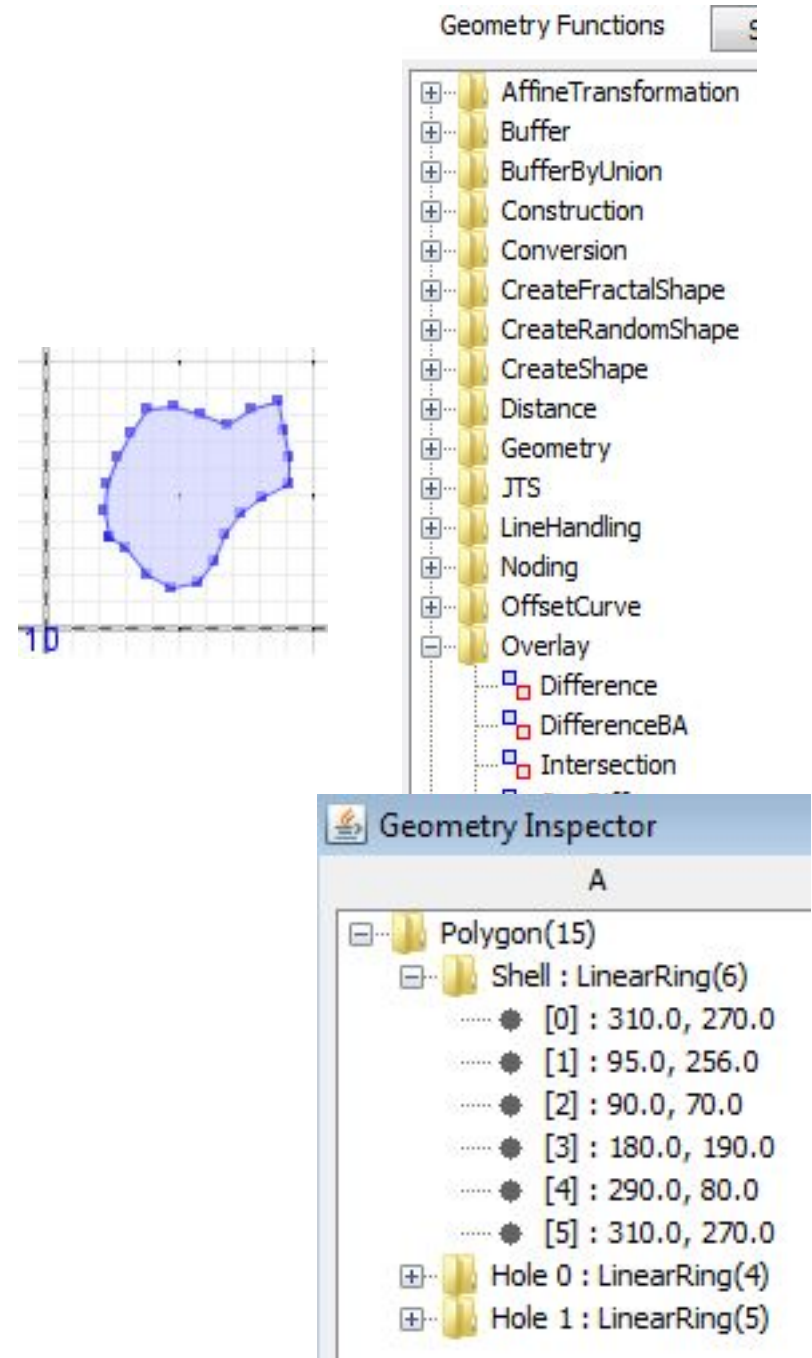 Geometry Functions
AffineTransformation
Buffer
BufferByUnion
Construction
Conversion
CreateFractalShape
CreateRandomShape
CreateShape
Distance
Geometry
JTS
LineHandling
Noding
OffsetCurve
Overlay
Difference
DifferenceBA
Intersection
10
Geometry Inspector
A
Polygon(15)
Shell : LinearRing(6)
[0] : 310.0, 270.0
[1] : 95.0, 256.0
[2] : 90.0, 70.0
[3] : 180.0, 190.0
[4] : 290.0, 80.0
[5] : 310.0, 270.0
Hole 0 : LinearRing(4)
Hole 1 : LinearRing(5)